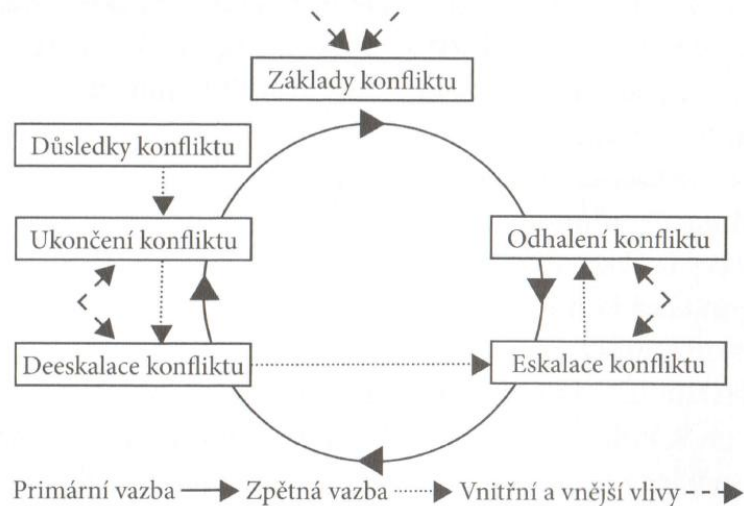 Základy konfliktu
Důsledky konfliktu
Ukončení konfliktu
Odhalení konfliktu
Deeskalace konfliktu
Eskalace konfliktu
Primární vazba
Zpětná vazba
Vnitřní a vnější vlivy